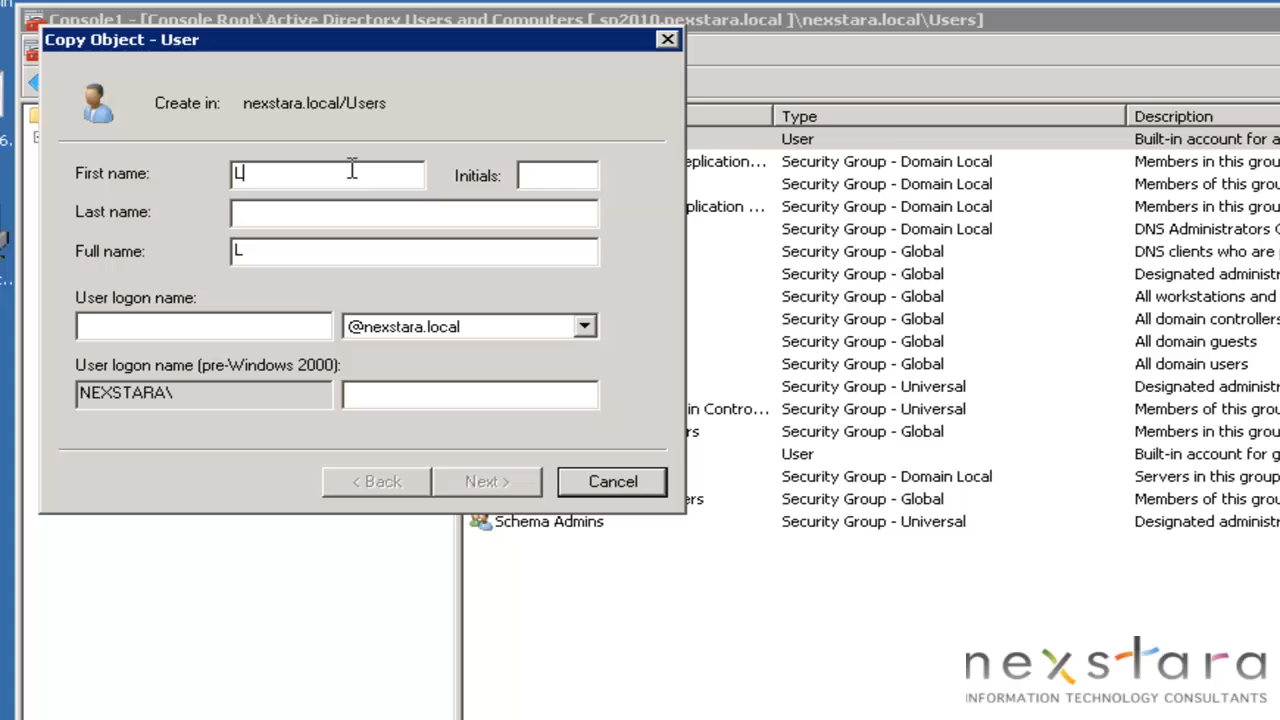 Console1 - [Console Root\Active Directory Users and Computers [ sp2010.nexstara.local ]\nexstara.local\Users]
Copy Object - User
Create in: nexstara.local/Users
First name: L
Initials:
Last name:
Full name: L
User logon name:
@nexstara.local
User logon name (pre-Windows 2000):
NEXSTARA\
< Back Next > Cancel
Type Description
User Built-in account for a
Security Group - Domain Local Members in this group
Security Group - Domain Local Members of this group
Security Group - Domain Local Members in this group
Security Group - Domain Local DNS Administrators G
Security Group - Global DNS clients who are
Security Group - Global Designated administr
Security Group - Global All workstations and
Security Group - Global All domain controllers
Security Group - Global All domain guests
Security Group - Global All domain users
Security Group - Universal Designated administr
in Contro... Security Group - Universal Members of this grou
rs Security Group - Global Members in this group
User Built-in account for g
Security Group - Domain Local Servers in this group
ers Security Group - Global Members of this grou
Schema Admins Security Group - Universal Designated administr
nexstara
INFORMATION TECHNOLOGY CONSULTANTS